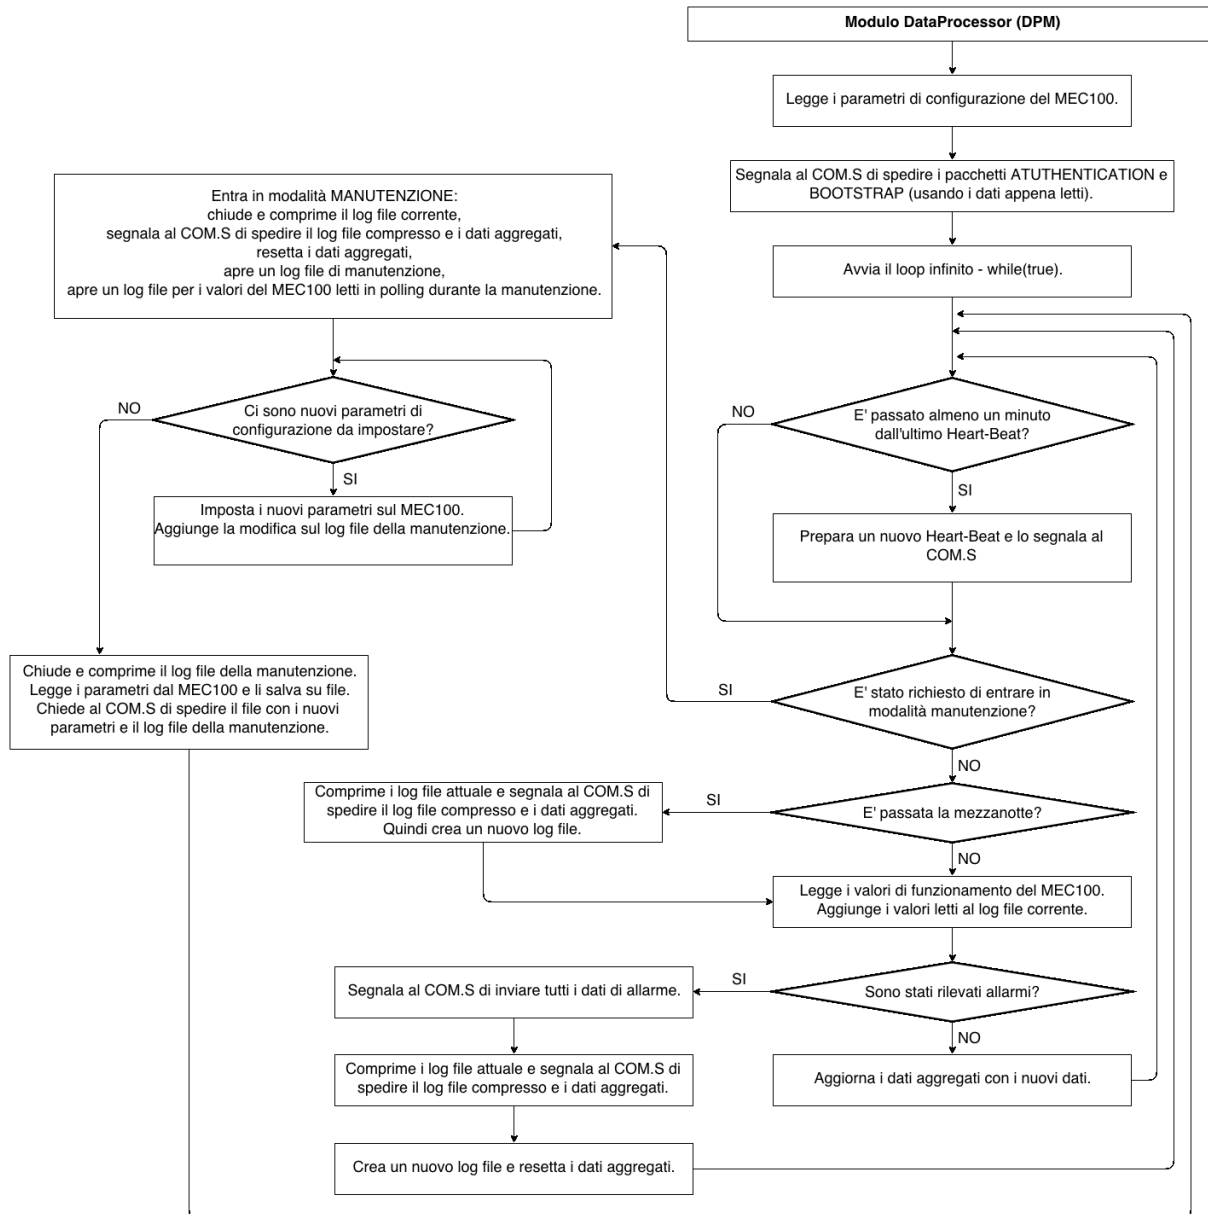 Modulo DataProcessor (DPM)
Legge i parametri di configurazione del MEC100.
Segnala al COM.S di spedire i pacchetti ATUTHENTICATION e
BOOTSTRAP (usando i dati appena letti).
Avvia il loop infinito - while(true).
E' passato almeno un minuto
dall'ultimo Heart-Beat?
NO
SI
Prepara un nuovo Heart-Beat e lo segnala al
COM.S
E' stato richiesto di entrare in
modalità manutenzione?
SI
NO
Entra in modalità MANUTENZIONE:
chiude e comprime il log file corrente,
segnala al COM.S di spedire il log file compresso e i dati aggregati,
resetta i dati aggregati,
apre un log file di manutenzione,
apre un log file per i valori del MEC100 letti in polling durante la manutenzione.
Ci sono nuovi parametri di
configurazione da impostare?
NO
SI
Imposta i nuovi parametri sul MEC100.
Aggiunge la modifica sul log file della manutenzione.
Chiude e comprime il log file della manutenzione.
Legge i parametri dal MEC100 e li salva su file.
Chiede al COM.S di spedire il file con i nuovi
parametri e il log file della manutenzione.
E' passata la mezzanotte?
SI
NO
Comprime i log file attuale e segnala al COM.S di
spedire il log file compresso e i dati aggregati.
Quindi crea un nuovo log file.
Legge i valori di funzionamento del MEC100.
Aggiunge i valori letti al log file corrente.
Sono stati rilevati allarmi?
SI
NO
Segnala al COM.S di inviare tutti i dati di allarme.
Comprime i log file attuale e segnala al COM.S di
spedire il log file compresso e i dati aggregati.
Crea un nuovo log file e resetta i dati aggregati.
Aggiorna i dati aggregati con i nuovi dati.